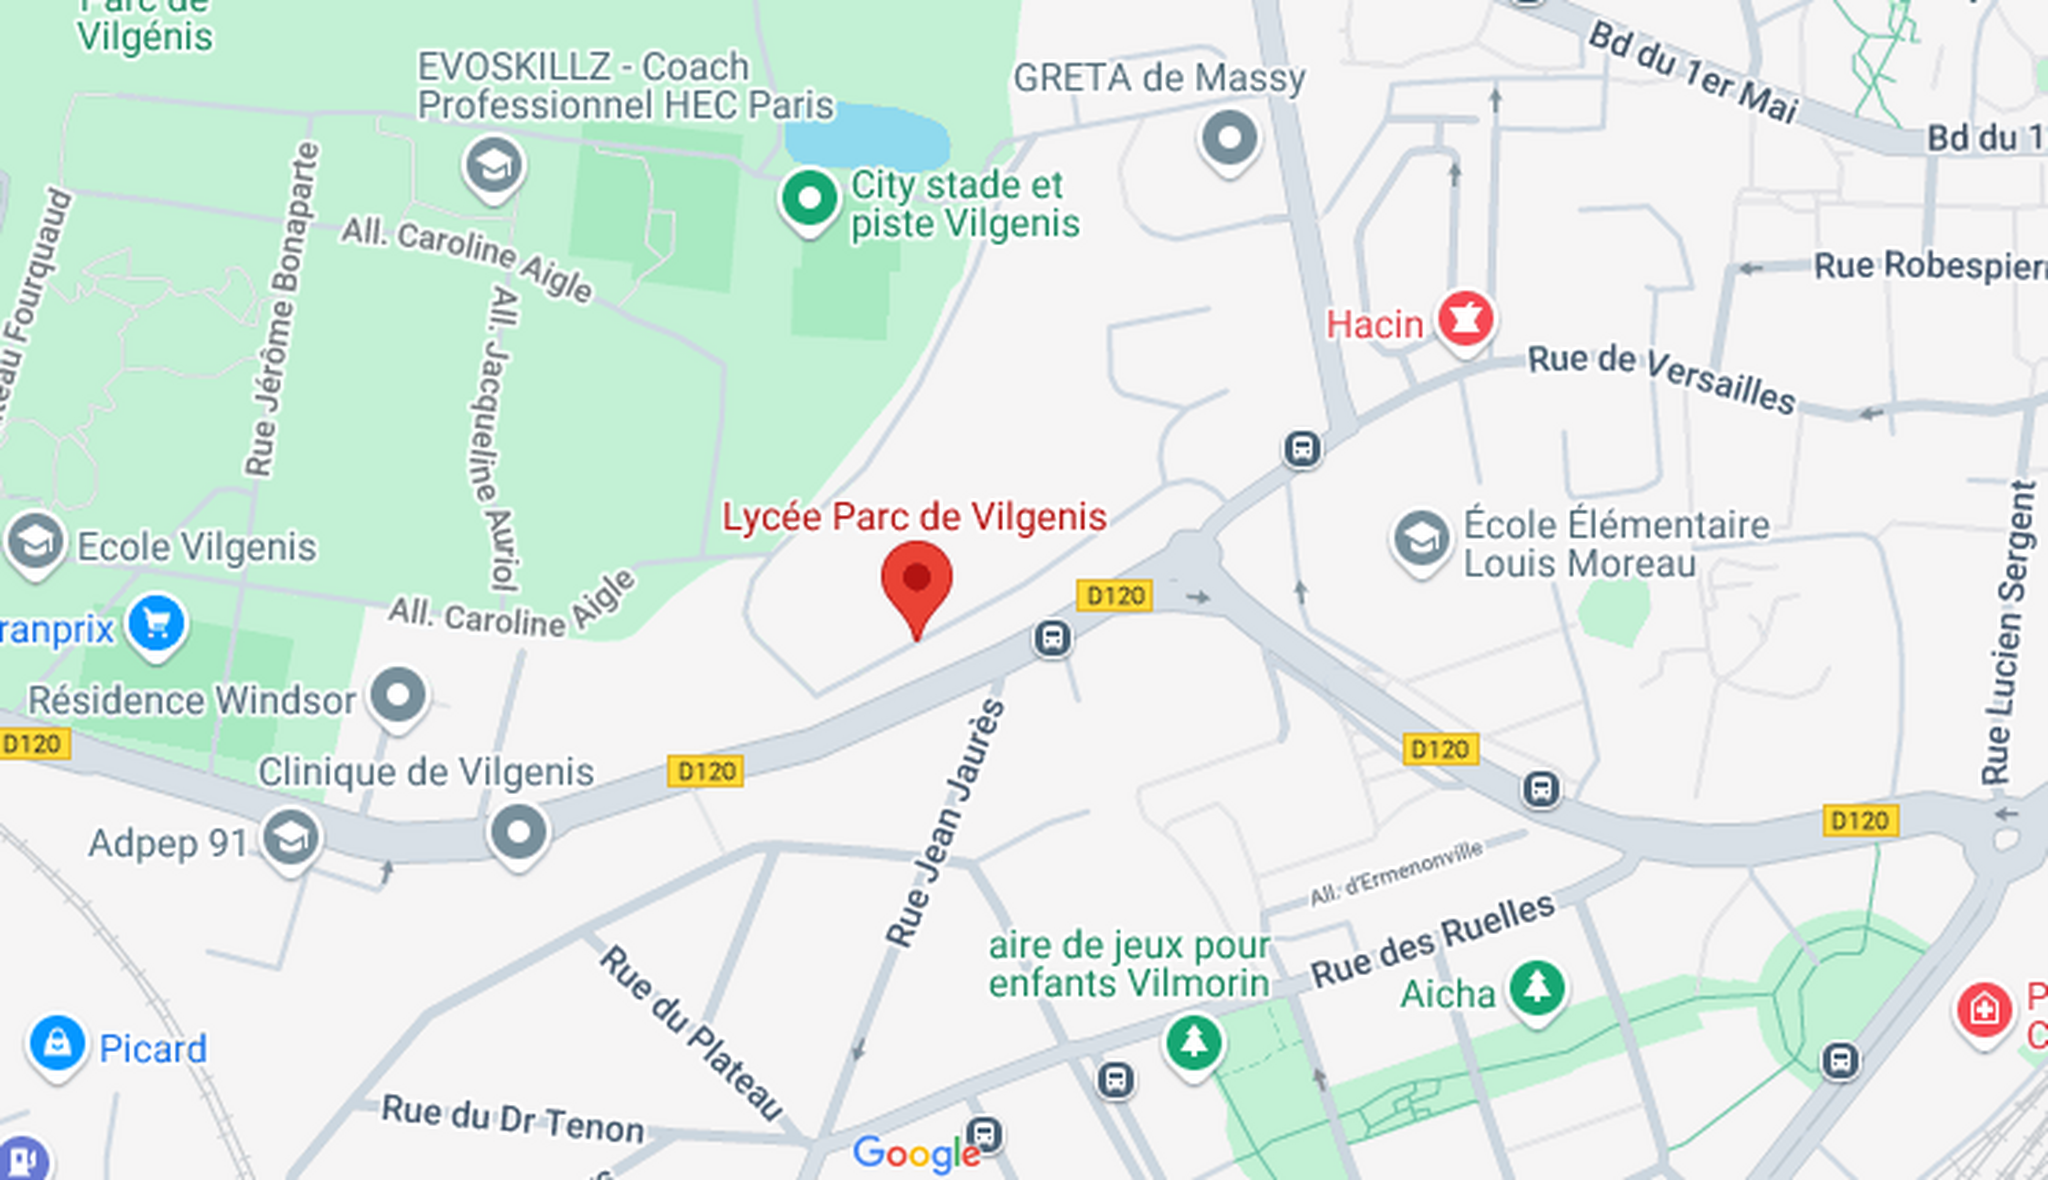 Parc de
Vilgénis
EVOSKILLZ - Coach
Professionnel HEC Paris
GRETA de Massy
Bd du 1er Mai
Bd du 1
City stade et
piste Vilgenis
All. Caroline Aigle
Rue Jérôme Bonaparte
Fourquaud
All. Jacqueline Auriol
Rue Robespier
Hacin
Rue de Versailles
Lycée Parc de Vilgenis
École Élémentaire
Louis Moreau
Ecole Vilgenis
D120
All. Caroline Aigle
ranprix
Rue Lucien Sergent
Résidence Windsor
D120
D120
Clinique de Vilgenis
D120
D120
Rue Jean Jaurès
Adpep 91
All. d'Ermenonville
Rue des Ruelles
aire de jeux pour
enfants Vilmorin
Aicha
P
C
Rue du Plateau
Picard
Rue du Dr Tenon
Google